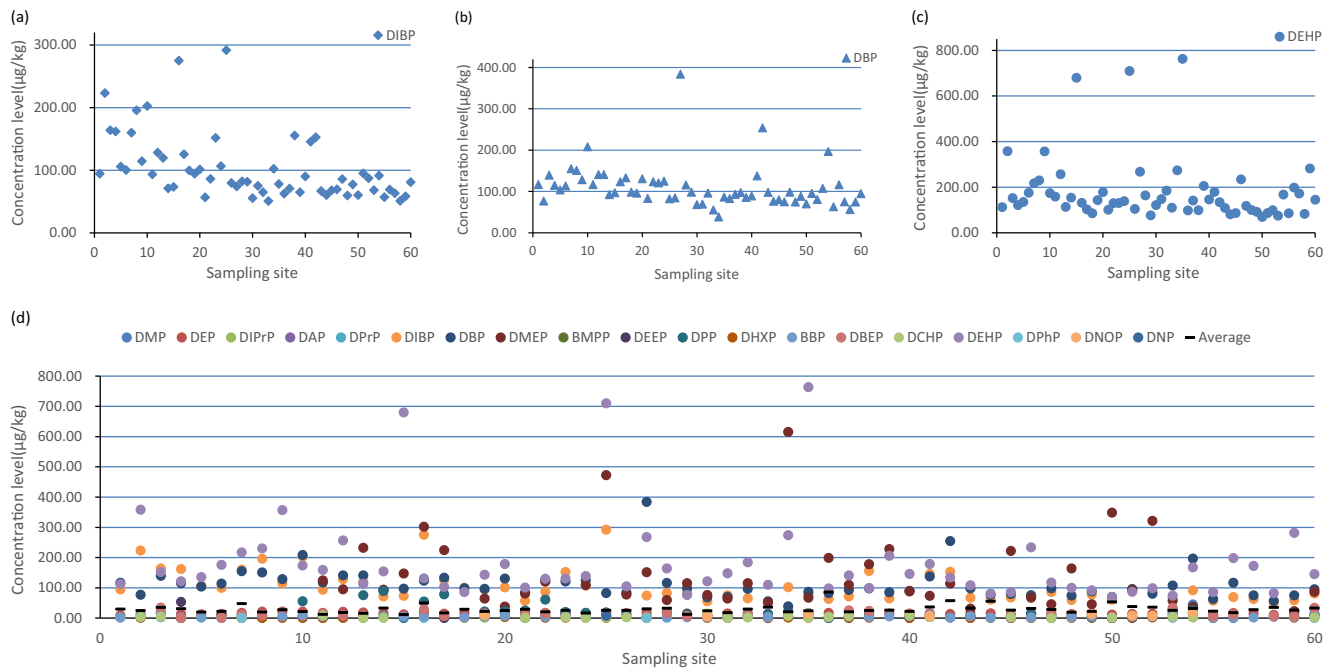 (a)
DIBP
Concentration level(μg/kg)
300.00
200.00
100.00
0.00
0 10 20 30 40 50 60
Sampling site
(b)
DBP
Concentration level(μg/kg)
400.00
300.00
200.00
100.00
0.00
0 10 20 30 40 50 60
Sampling site
(c)
DEHP
Concentration level(μg/kg)
800.00
600.00
400.00
200.00
0.00
0 10 20 30 40 50 60
Sampling site
(d)
DMP DEP DIPrP DAP DPrP DIBP DBP DMEP BMPP DEEP DPP DHXP BBP DBEP DCHP DEHP DPhP DNOP DNP Average
Concentration level(μg/kg)
800.00
700.00
600.00
500.00
400.00
300.00
200.00
100.00
0.00
0 10 20 30 40 50 60
Sampling site